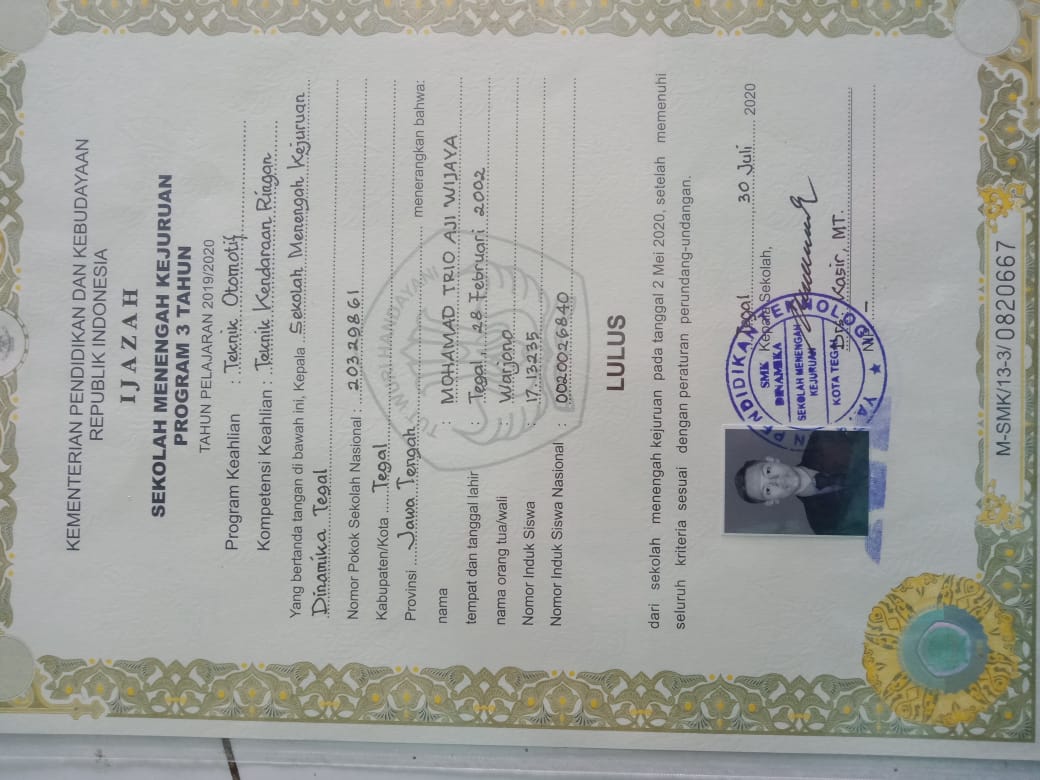 KEMENTERIAN PENDIDIKAN DAN KEBUDAYAAN
REPUBLIK INDONESIA
IJAZAH
SEKOLAH MENENGAH KEJURUAN
PROGRAM 3 TAHUN
TAHUN PELAJARAN 2019/2020
Program Keahlian : Teknik Otomotif
Kompetensi Keahlian : Teknik Kendaraan Ringan
Yang bertanda tangan di bawah ini, Kepala Sekolah Menengah Kejuruan
Dinamika Tegal
Nomor Pokok Sekolah Nasional : 20329861
Kabupaten/Kota Tegal
Provinsi Jawa Tengah menerangkan bahwa:
nama : MOHAMAD TRIO AJI WIJAYA
tempat dan tanggal lahir : Tegal, 28 Februari 2002
nama orang tua/wali : Warjono
Nomor Induk Siswa : 17.13235
Nomor Induk Siswa Nasional : 0020026840
TUT WURI HANDAYANI
LULUS
dari sekolah menengah kejuruan pada tanggal 2 Mei 2020, setelah memenuhi
seluruh kriteria sesuai dengan peraturan perundang-undangan.
Tegal, 30 Juli 2020
Kepala Sekolah,
SMK
DINAMIKA
SEKOLAH MENENGAH
KEJURUAN
KOTA TEGAL
Kasir, MT.
M-SMK/13-3/0820667